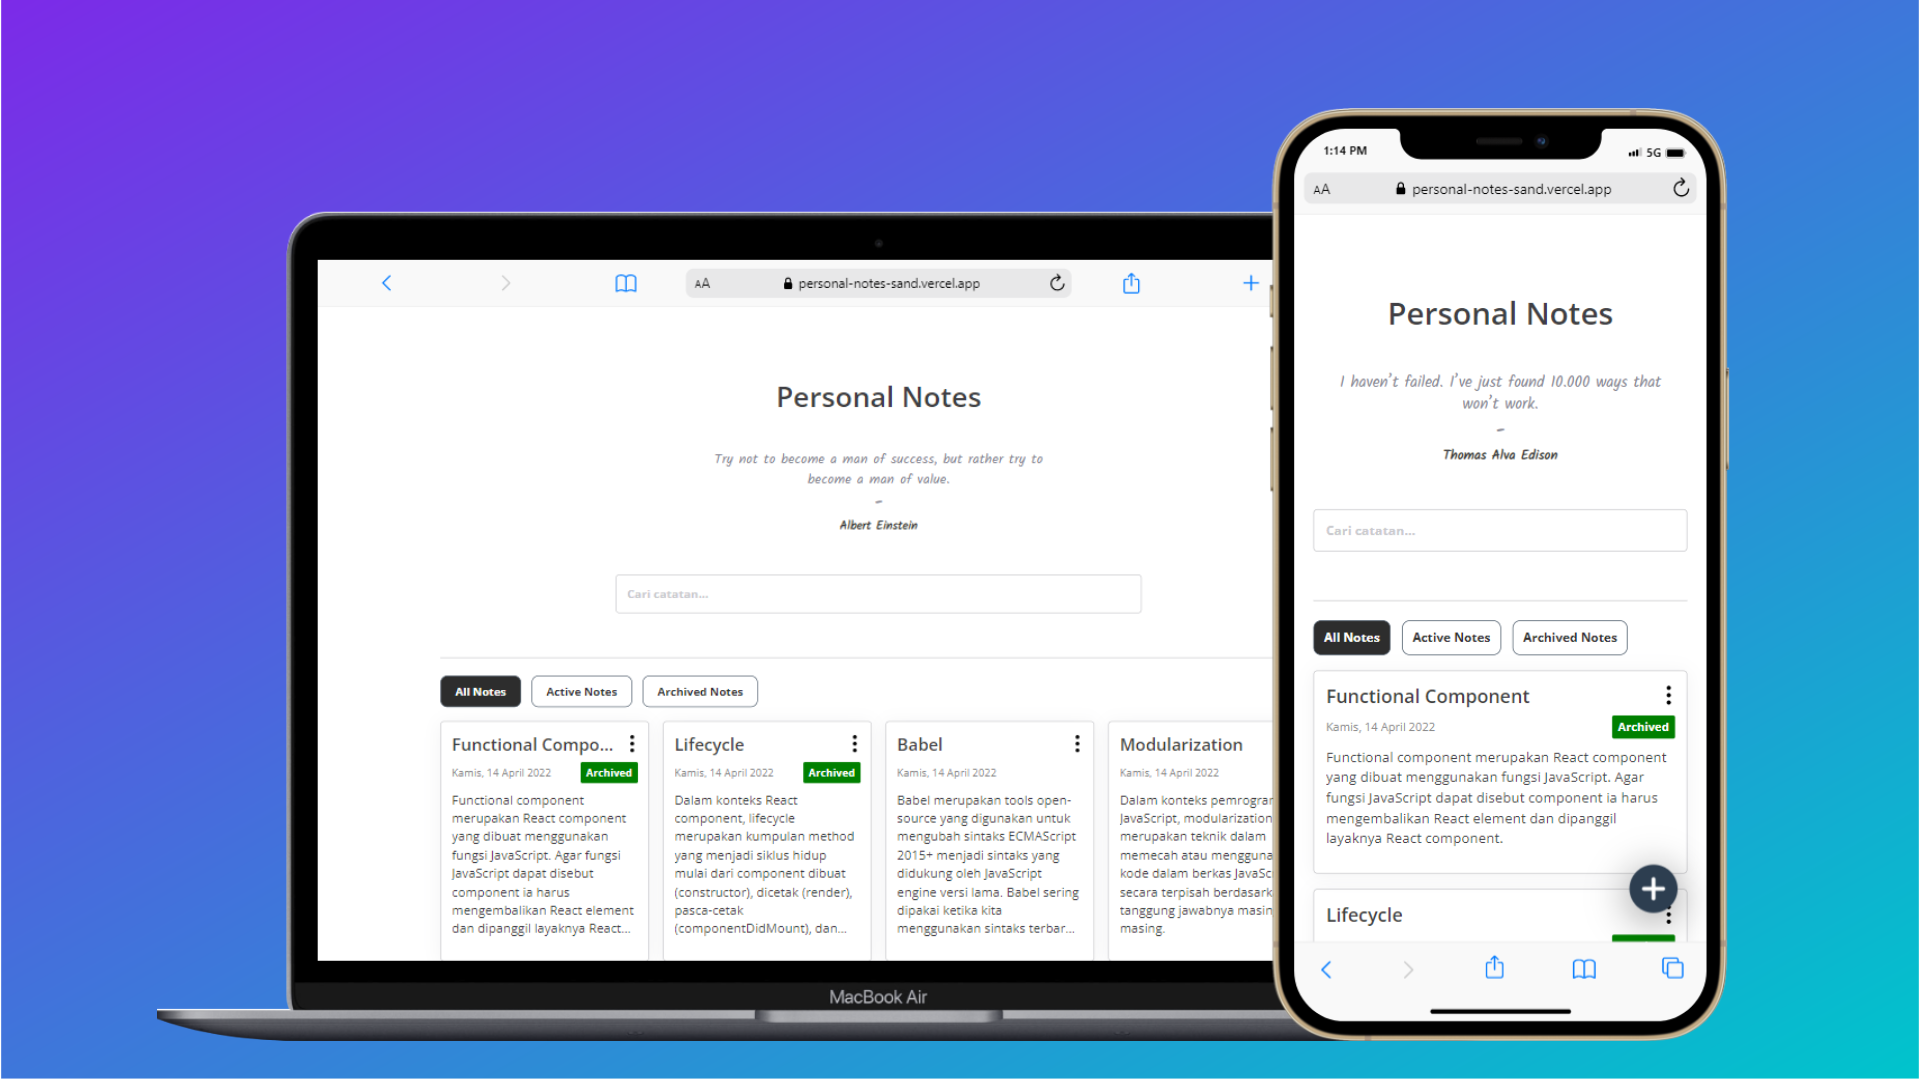 AA personal-notes-sand.vercel.app
Personal Notes
Try not to become a man of success, but rather try to
become a man of value.
-
Albert Einstein
Cari catatan...
All Notes Active Notes Archived Notes
Functional Compo...
Kamis, 14 April 2022 Archived
Functional component
merupakan React component
yang dibuat menggunakan
fungsi JavaScript. Agar fungsi
JavaScript dapat disebut
component ia harus
mengembalikan React element
dan dipanggil layaknya React...
Lifecycle
Kamis, 14 April 2022 Archived
Dalam konteks React
component, lifecycle
merupakan kumpulan method
yang menjadi siklus hidup
mulai dari component dibuat
(constructor), dicetak (render),
pasca-cetak
(componentDidMount), dan...
Babel
Kamis, 14 April 2022
Babel merupakan tools open-
source yang digunakan untuk
mengubah sintaks ECMAScript
2015+ menjadi sintaks yang
didukung oleh JavaScript
engine versi lama. Babel sering
dipakai ketika kita
menggunakan sintaks terbar...
Modularization
Kamis, 14 April 2022
Dalam konteks
JavaScript, modularization
merupakan teknik dalam
memecah atau
kode dalam berkas
secara terpisah
tanggung jawabnya
masing.
MacBook Air
1:14 PM 5G
AA personal-notes-sand.vercel.app
Personal Notes
I haven't failed. I've just found 10.000 ways that
won't work.
-
Thomas Alva Edison
Cari catatan...
All Notes Active Notes Archived Notes
Functional Component
Kamis, 14 April 2022 Archived
Functional component merupakan React component
yang dibuat menggunakan fungsi JavaScript. Agar
fungsi JavaScript dapat disebut component ia harus
mengembalikan React element dan dipanggil
layaknya React component.
Lifecycle